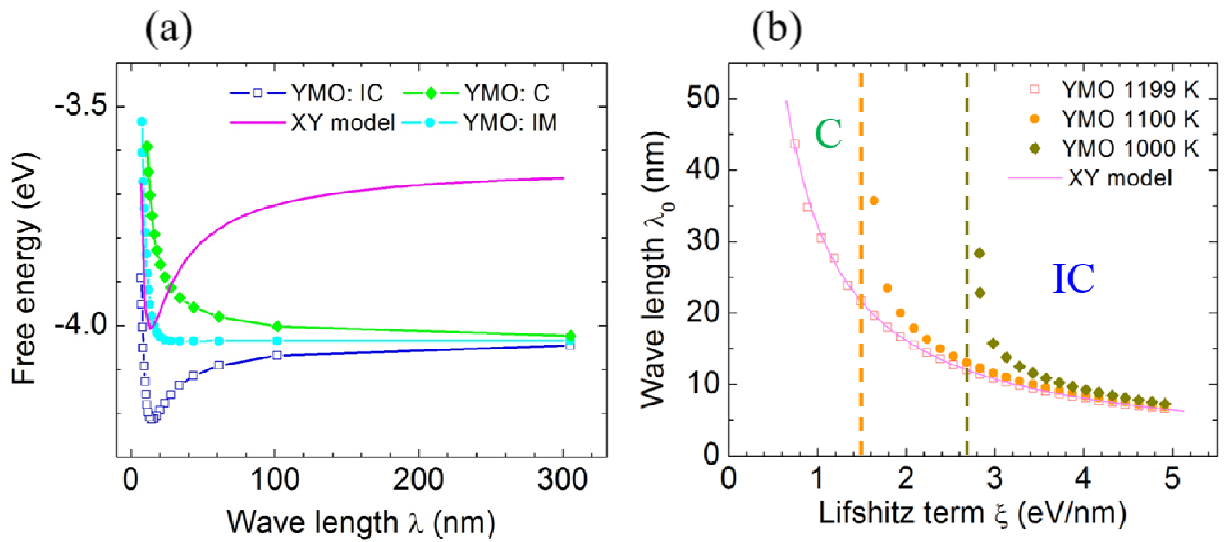 (a)
YMO: IC
YMO: C
XY model
YMO: IM
-3.5
-4.0
Free energy (eV)
0
100
200
300
Wave length λ (nm)
(b)
50
40
30
20
10
0
Wave length λ0 (nm)
C
IC
YMO 1199 K
YMO 1100 K
YMO 1000 K
XY model
0
1
2
3
4
5
Lifshitz term ξ (eV/nm)